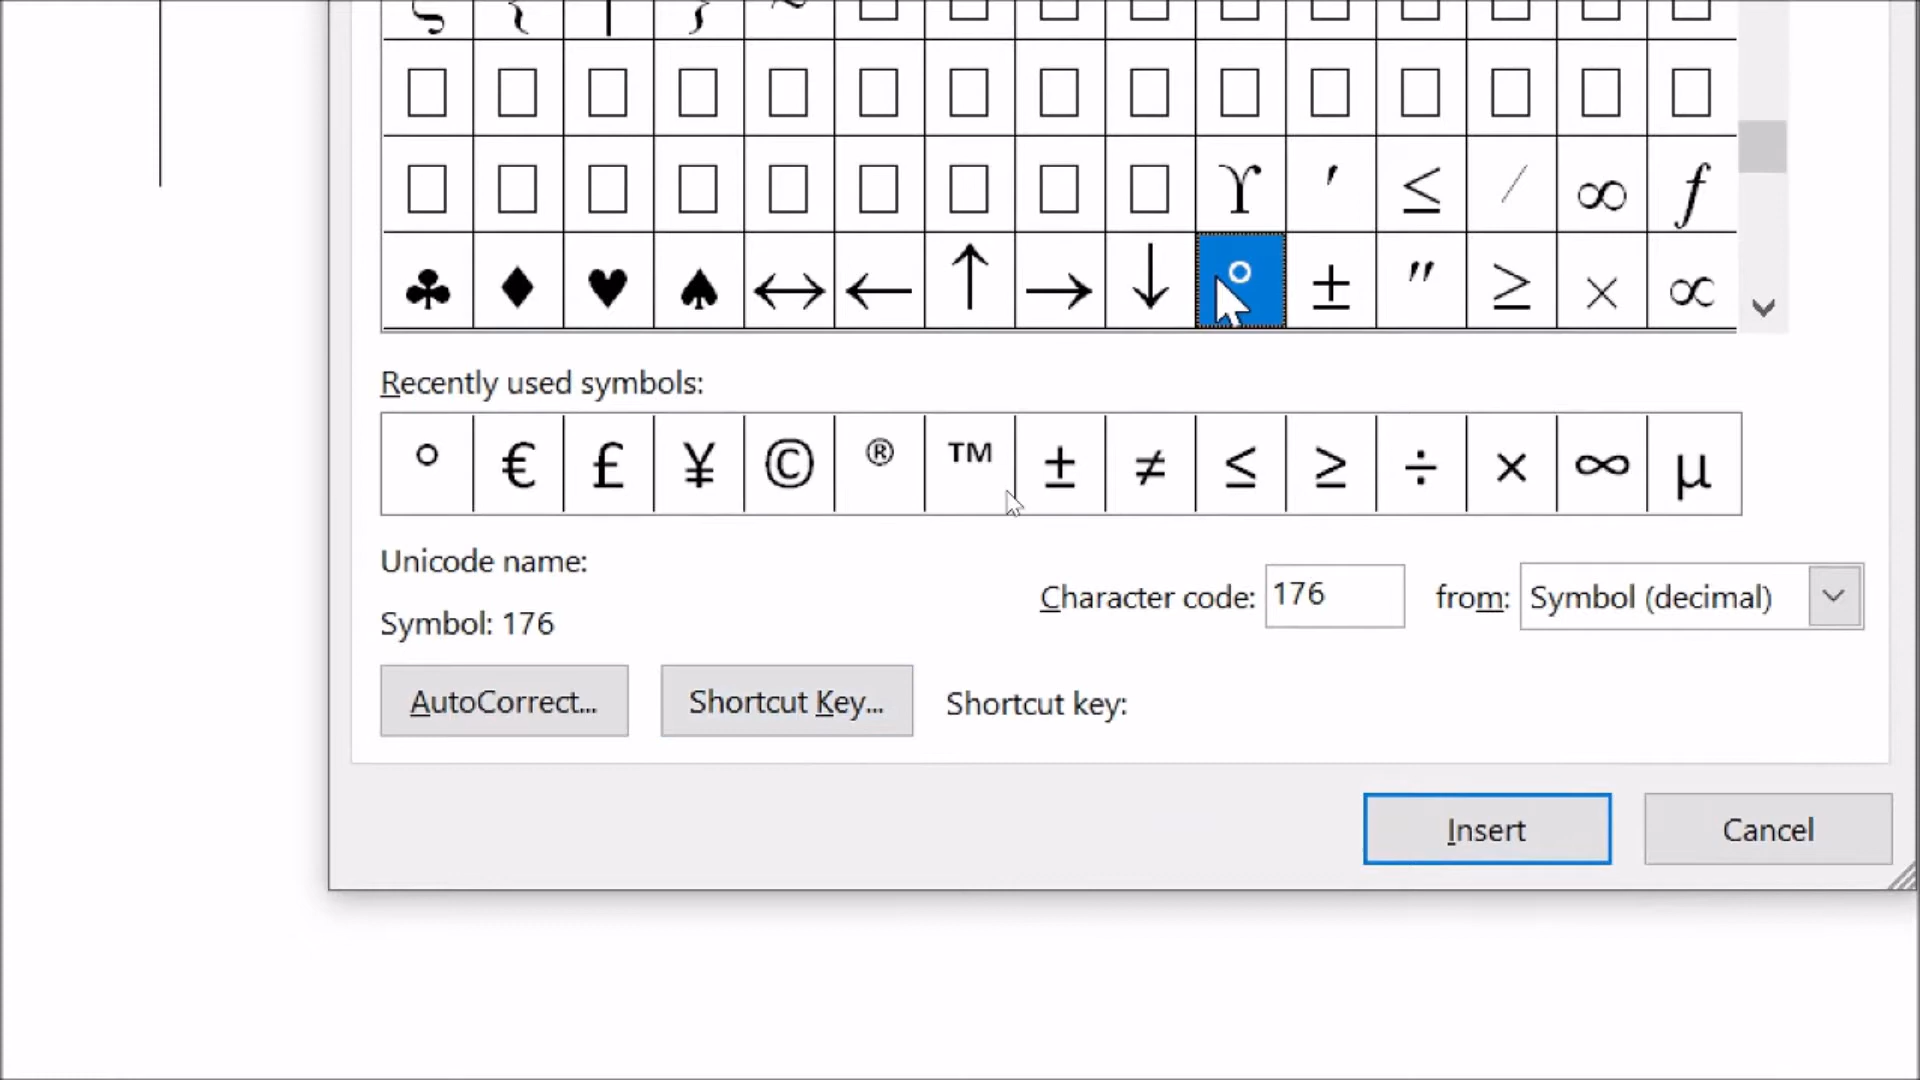 ϒ ′ ≤ ⁄ ∞ ƒ
♣ ♦ ♥ ♠ ↔ ← ↑ → ↓ ° ± ″ ≥ × ∝
Recently used symbols:
° € £ ¥ © ® ™ ± ≠ ≤ ≥ ÷ × ∞ µ
Unicode name:
Character code: 176 from: Symbol (decimal)
Symbol: 176
AutoCorrect... Shortcut Key... Shortcut key:
Insert Cancel